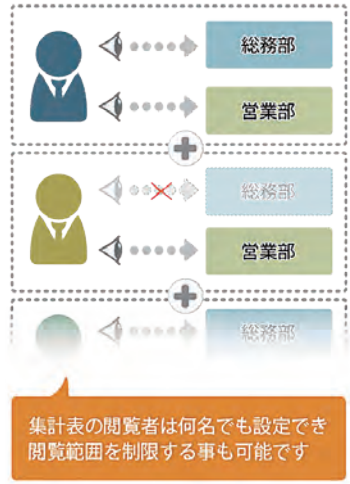 総務部
営業部
総務部
営業部
総務部
集計表の閲覧者は何名でも設定でき
閲覧範囲を制限する事も可能です